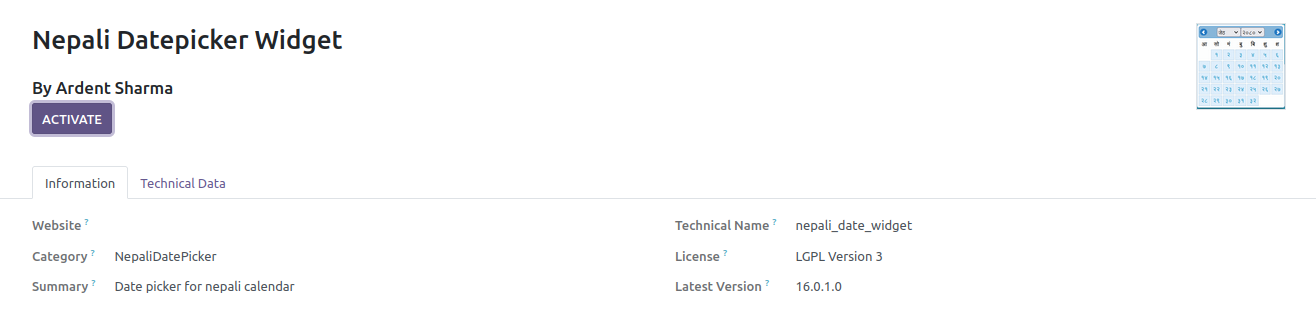 Nepali Datepicker Widget
By Ardent Sharma
ACTIVATE
Information Technical Data
Website ?
Technical Name ? nepali_date_widget
Category ? NepaliDatePicker
License ? LGPL Version 3
Summary ? Date picker for nepali calendar
Latest Version ? 16.0.1.0